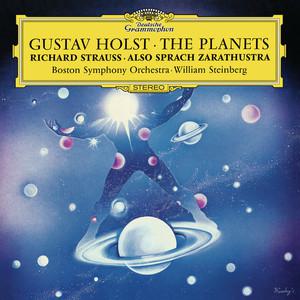 Deutsche
Grammophon
GUSTAV HOLST · THE PLANETS
RICHARD STRAUSS · ALSO SPRACH ZARATHUSTRA
Boston Symphony Orchestra · William Steinberg
STEREO